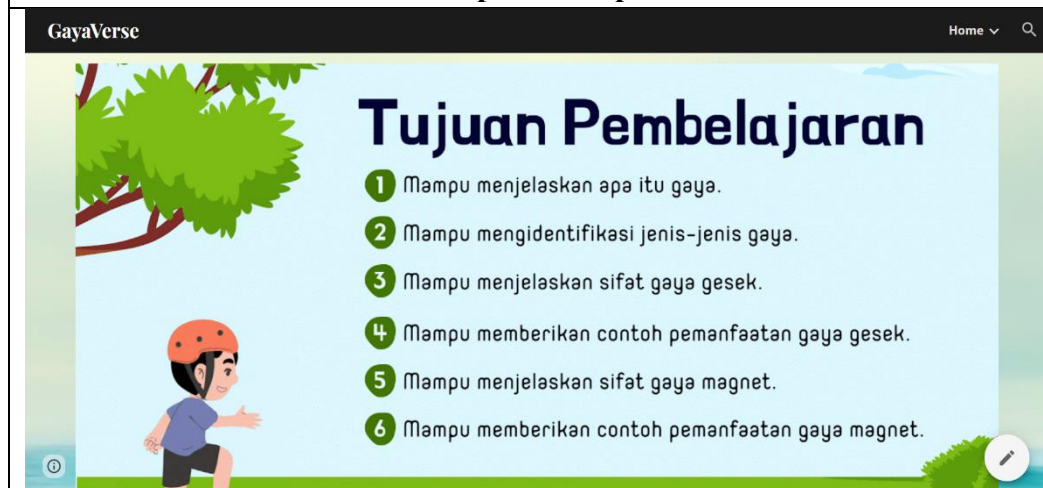 GayaVerse
Home
Tujuan Pembelajaran
1 Mampu menjelaskan apa itu gaya.
2 Mampu mengidentifikasi jenis-jenis gaya.
3 Mampu menjelaskan sifat gaya gesek.
4 Mampu memberikan contoh pemanfaatan gaya gesek.
5 Mampu menjelaskan sifat gaya magnet.
6 Mampu memberikan contoh pemanfaatan gaya magnet.